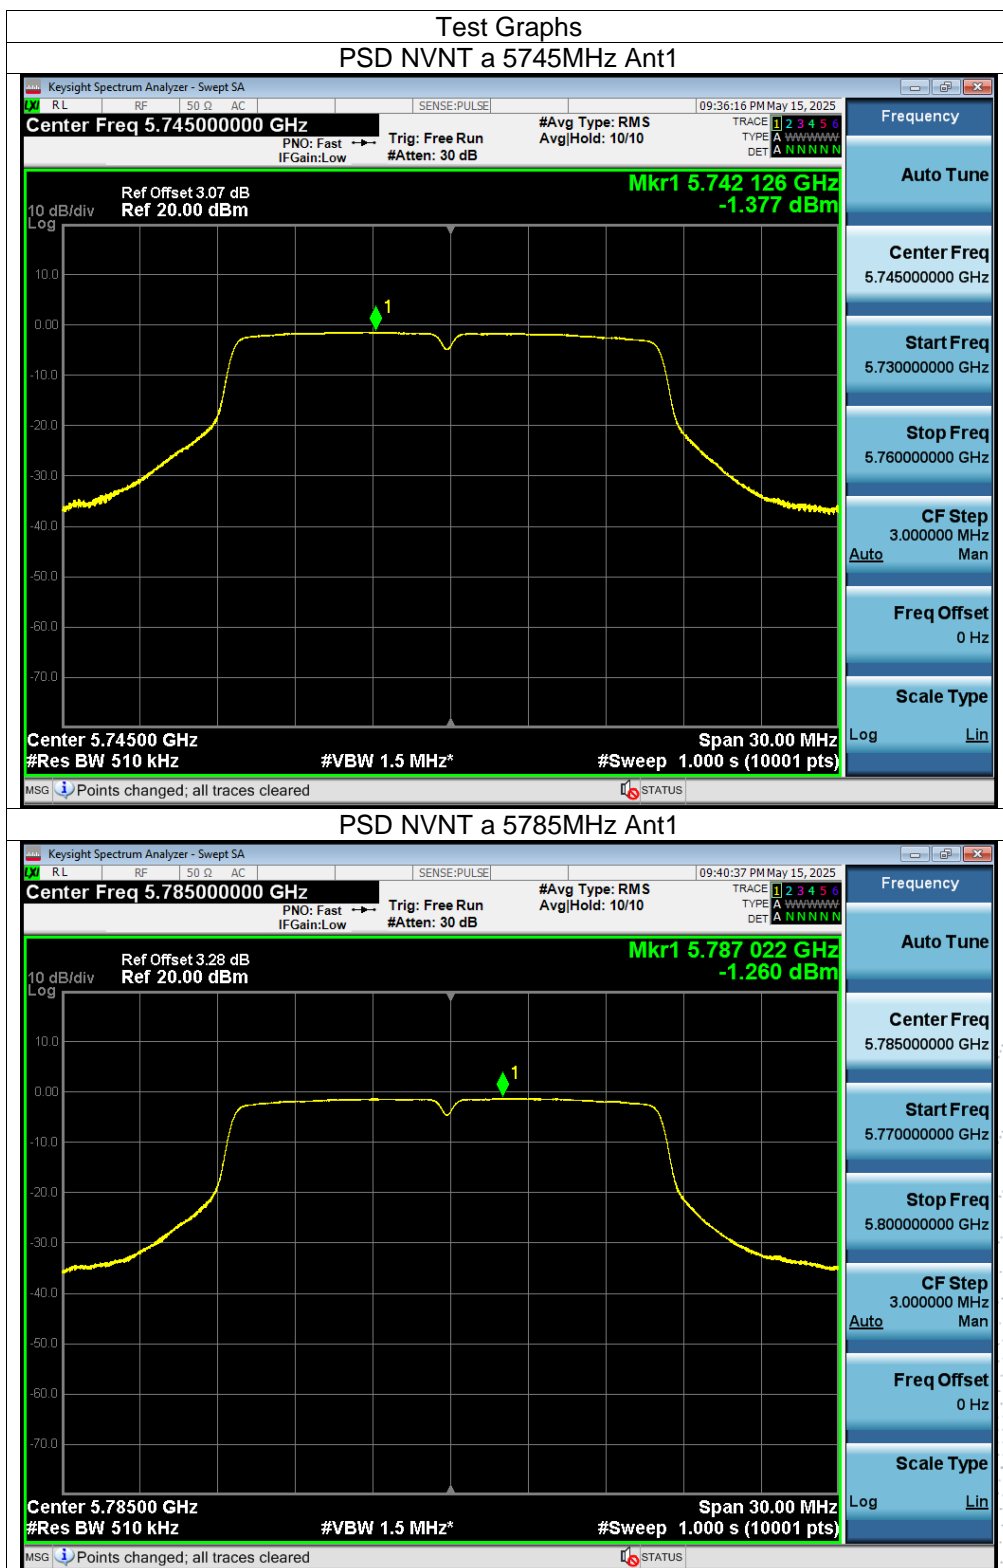 Test Graphs
PSD NVNT a 5745MHz Ant1
Keysight Spectrum Analyzer - Swept SA
LXI RL RF 50 Ω AC SENSE:PULSE 09:36:16 PM May 15, 2025
Center Freq 5.745000000 GHz
PNO: Fast
IFGain:Low
Trig: Free Run
#Atten: 30 dB
#Avg Type: RMS
Avg|Hold: 10/10
TRACE 1 2 3 4 5 6
TYPE A WWWWW
DET A N N N N N
Ref Offset 3.07 dB
10 dB/div Ref 20.00 dBm
Log
Mkr1 5.742 126 GHz
-1.377 dBm
1
10.0
0.00
-10.0
-20.0
-30.0
-40.0
-50.0
-60.0
-70.0
Center 5.74500 GHz Span 30.00 MHz
#Res BW 510 kHz #VBW 1.5 MHz* #Sweep 1.000 s (10001 pts)
MSG Points changed; all traces cleared STATUS
Frequency
Auto Tune
Center Freq
5.745000000 GHz
Start Freq
5.730000000 GHz
Stop Freq
5.760000000 GHz
CF Step
3.000000 MHz
Auto Man
Freq Offset
0 Hz
Scale Type
Log Lin
PSD NVNT a 5785MHz Ant1
Keysight Spectrum Analyzer - Swept SA
LXI RL RF 50 Ω AC SENSE:PULSE 09:40:37 PM May 15, 2025
Center Freq 5.785000000 GHz
PNO: Fast
IFGain:Low
Trig: Free Run
#Atten: 30 dB
#Avg Type: RMS
Avg|Hold: 10/10
TRACE 1 2 3 4 5 6
TYPE A WWWWW
DET A N N N N N
Ref Offset 3.28 dB
10 dB/div Ref 20.00 dBm
Log
Mkr1 5.787 022 GHz
-1.260 dBm
1
10.0
0.00
-10.0
-20.0
-30.0
-40.0
-50.0
-60.0
-70.0
Center 5.78500 GHz Span 30.00 MHz
#Res BW 510 kHz #VBW 1.5 MHz* #Sweep 1.000 s (10001 pts)
MSG Points changed; all traces cleared STATUS
Frequency
Auto Tune
Center Freq
5.785000000 GHz
Start Freq
5.770000000 GHz
Stop Freq
5.800000000 GHz
CF Step
3.000000 MHz
Auto Man
Freq Offset
0 Hz
Scale Type
Log Lin